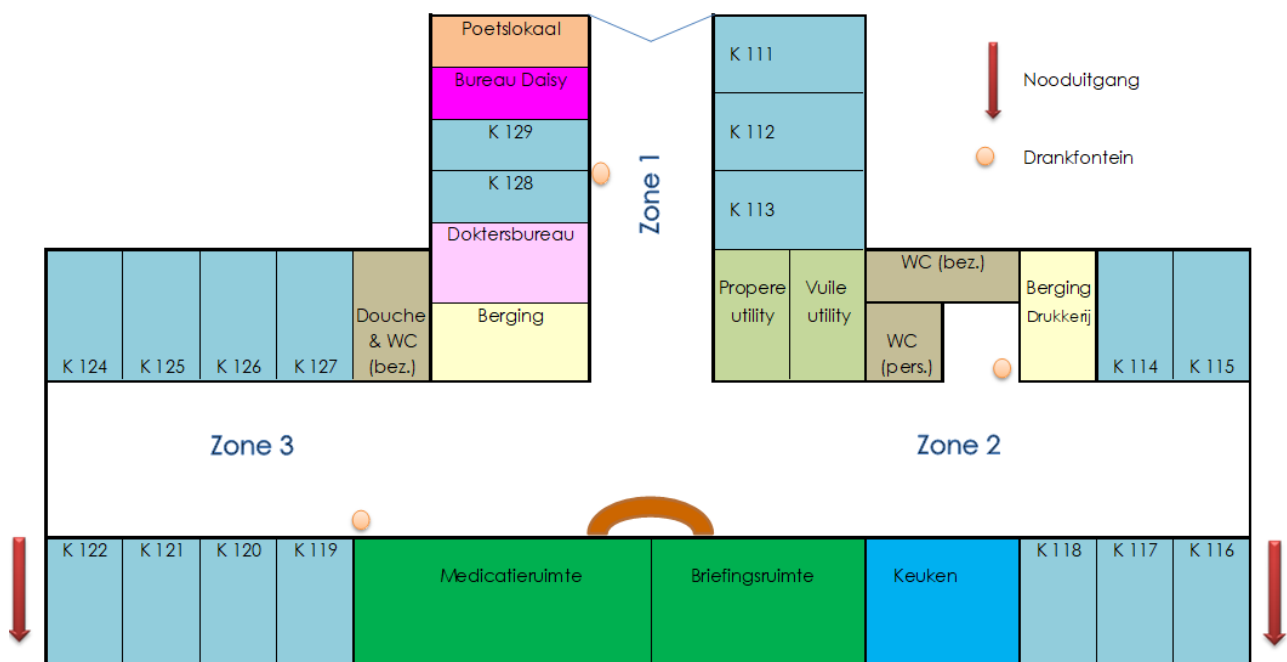 Poetslokaal
Bureau Daisy
K 129
K 128
Doktersbureau
Berging
Zone 1
K 111
K 112
K 113
Nooduitgang
Drankfontein
K 124
K 125
K 126
K 127
Douche
& WC
(bez.)
Propere
utility
Vuile
utility
WC (bez.)
WC
(pers.)
Berging
Drukkerij
K 114
K 115
Zone 3
Zone 2
K 122
K 121
K 120
K 119
Medicatieruimte
Briefingsruimte
Keuken
K 118
K 117
K 116